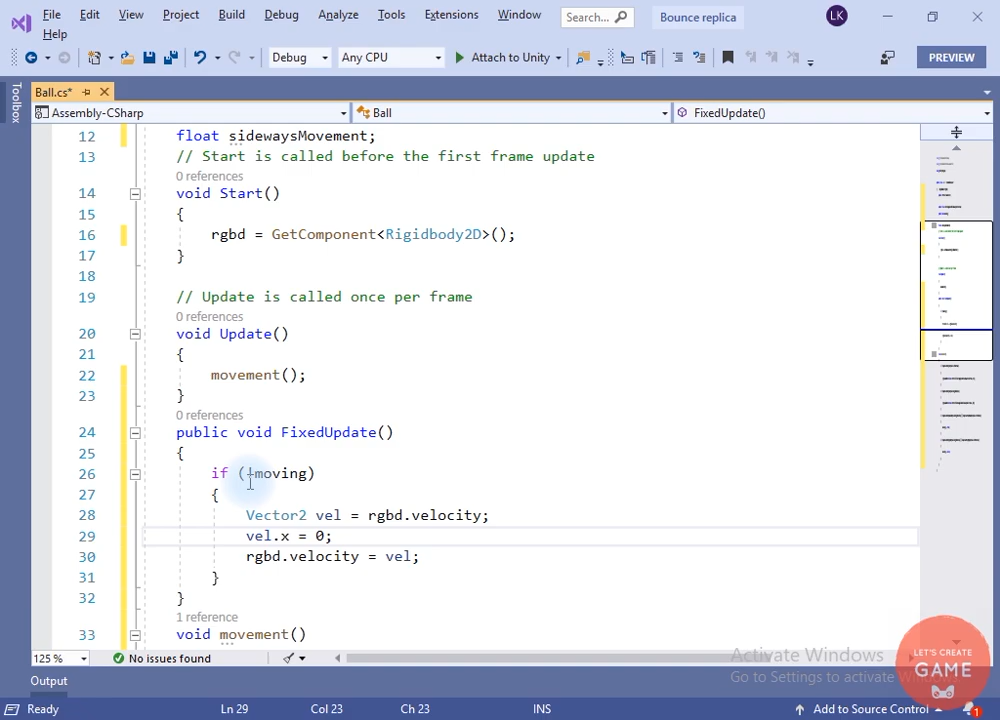 File Edit View Project Build Debug Analyze Tools Extensions Window Search... Bounce replica LK
Help
Debug Any CPU Attach to Unity PREVIEW
Toolbox
Ball.cs*
Assembly-CSharp Ball FixedUpdate()
12 float sidewaysMovement;
13 // Start is called before the first frame update
0 references
14 void Start()
15 {
16 rgbd = GetComponent<Rigidbody2D>();
17 }
18
19 // Update is called once per frame
0 references
20 void Update()
21 {
22 movement();
23 }
0 references
24 public void FixedUpdate()
25 {
26 if (!moving)
27 {
28 Vector2 vel = rgbd.velocity;
29 vel.x = 0;
30 rgbd.velocity = vel;
31 }
32 }
1 reference
33 void movement()
125 % No issues found
Activate Windows
Go to Settings to activate
LET'S CREATE
GAME
Output
Ready Ln 29 Col 23 Ch 23 INS Add to Source Control 1